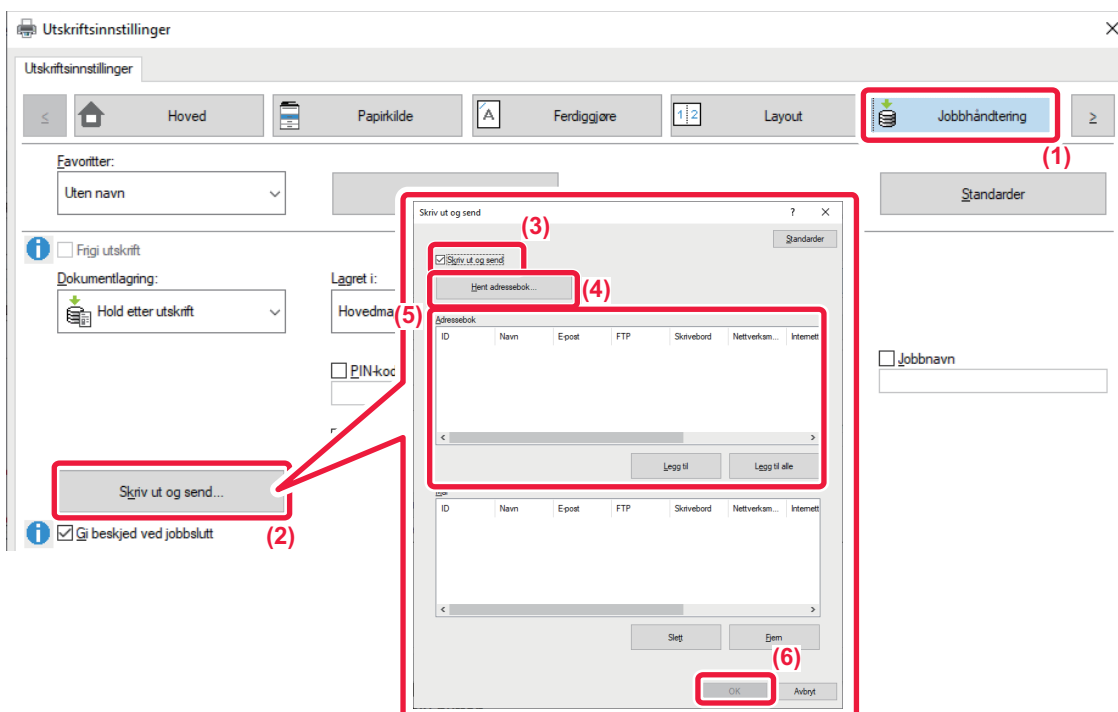 Utskriftsinnstillinger
Utskriftsinnstillinger
< Hoved Papirkilde Ferdiggjøre Layout Jobbhåndtering >
(1)
Favoritter:
Uten navn
Standarder
Skriv ut og send
Standarder
(3)
Skriv ut og send
Hent adressebok...
(4)
(5)
Adressebok
ID Navn E-post FTP Skrivebord Nettverksm... Internett
Legg til Legg til alle
ID Navn E-post FTP Skrivebord Nettverksm... Internett
Slett Fjern
(6)
OK Avbryt
Frigi utskrift
Dokumentlagring:
Hold etter utskrift
Lagret i:
Hovedma
PIN-kod
Jobbnavn
Skriv ut og send...
(2)
Gi beskjed ved jobbslutt